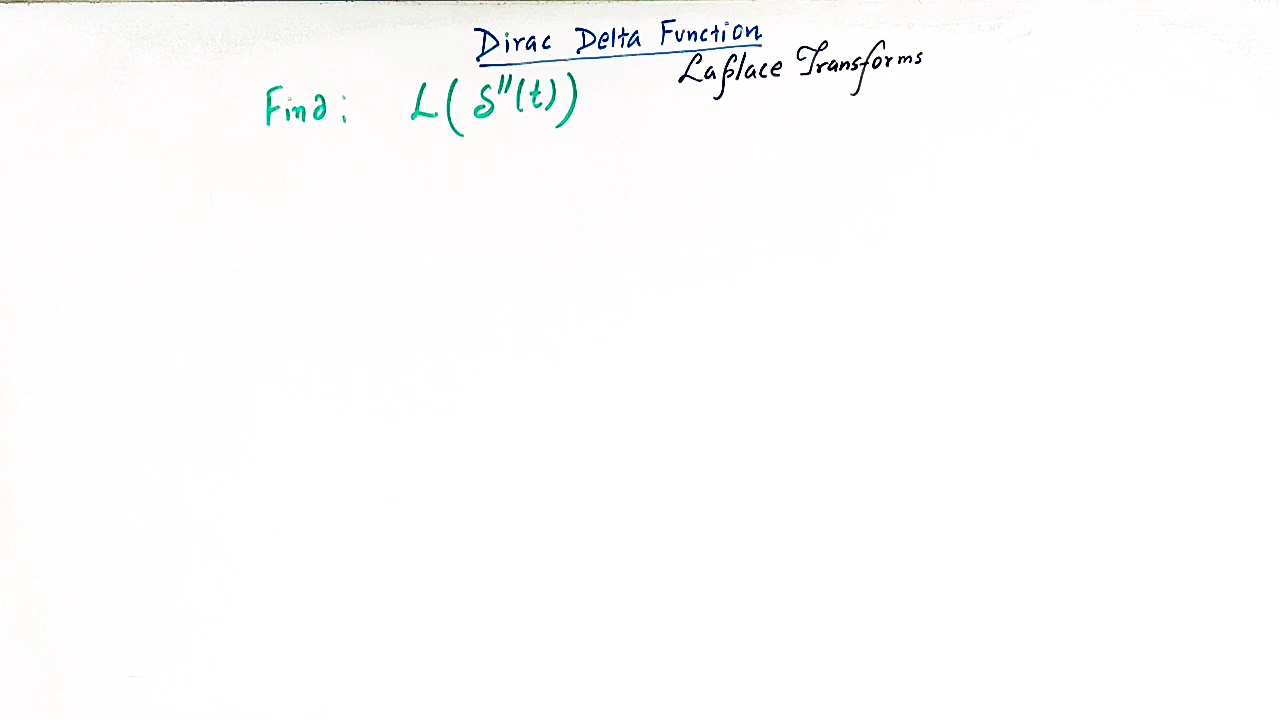 Dirac Delta Function
Laplace Transforms
Find: L(δ''(t))